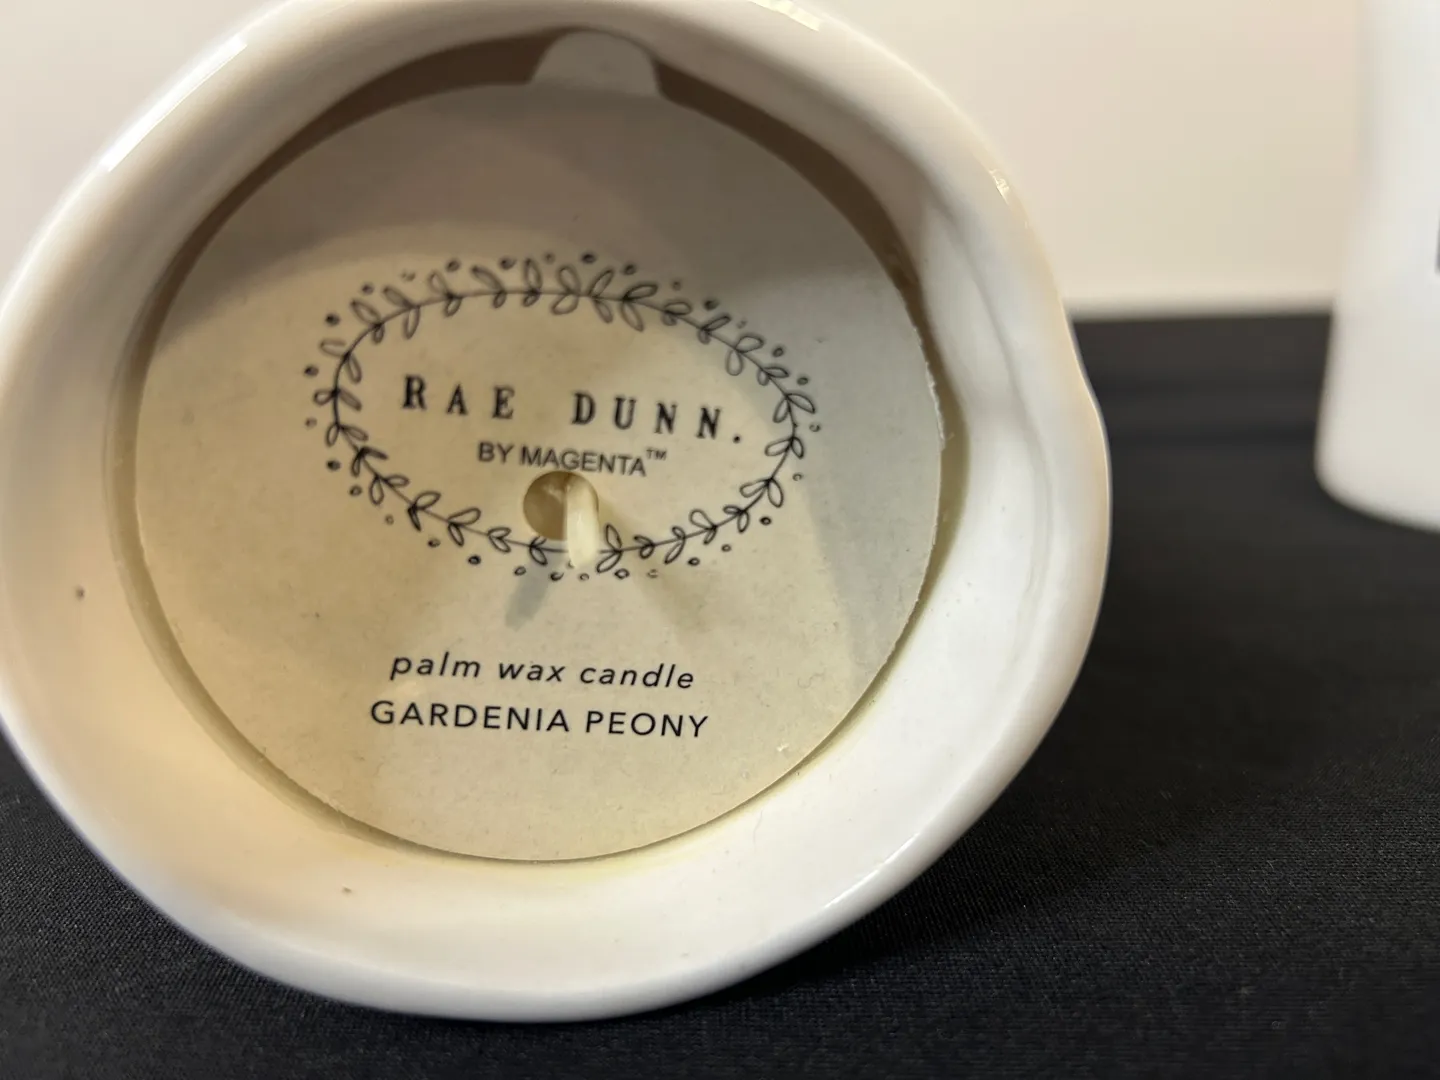 RAE DUNN.
BY MAGENTA™
palm wax candle
GARDENIA PEONY